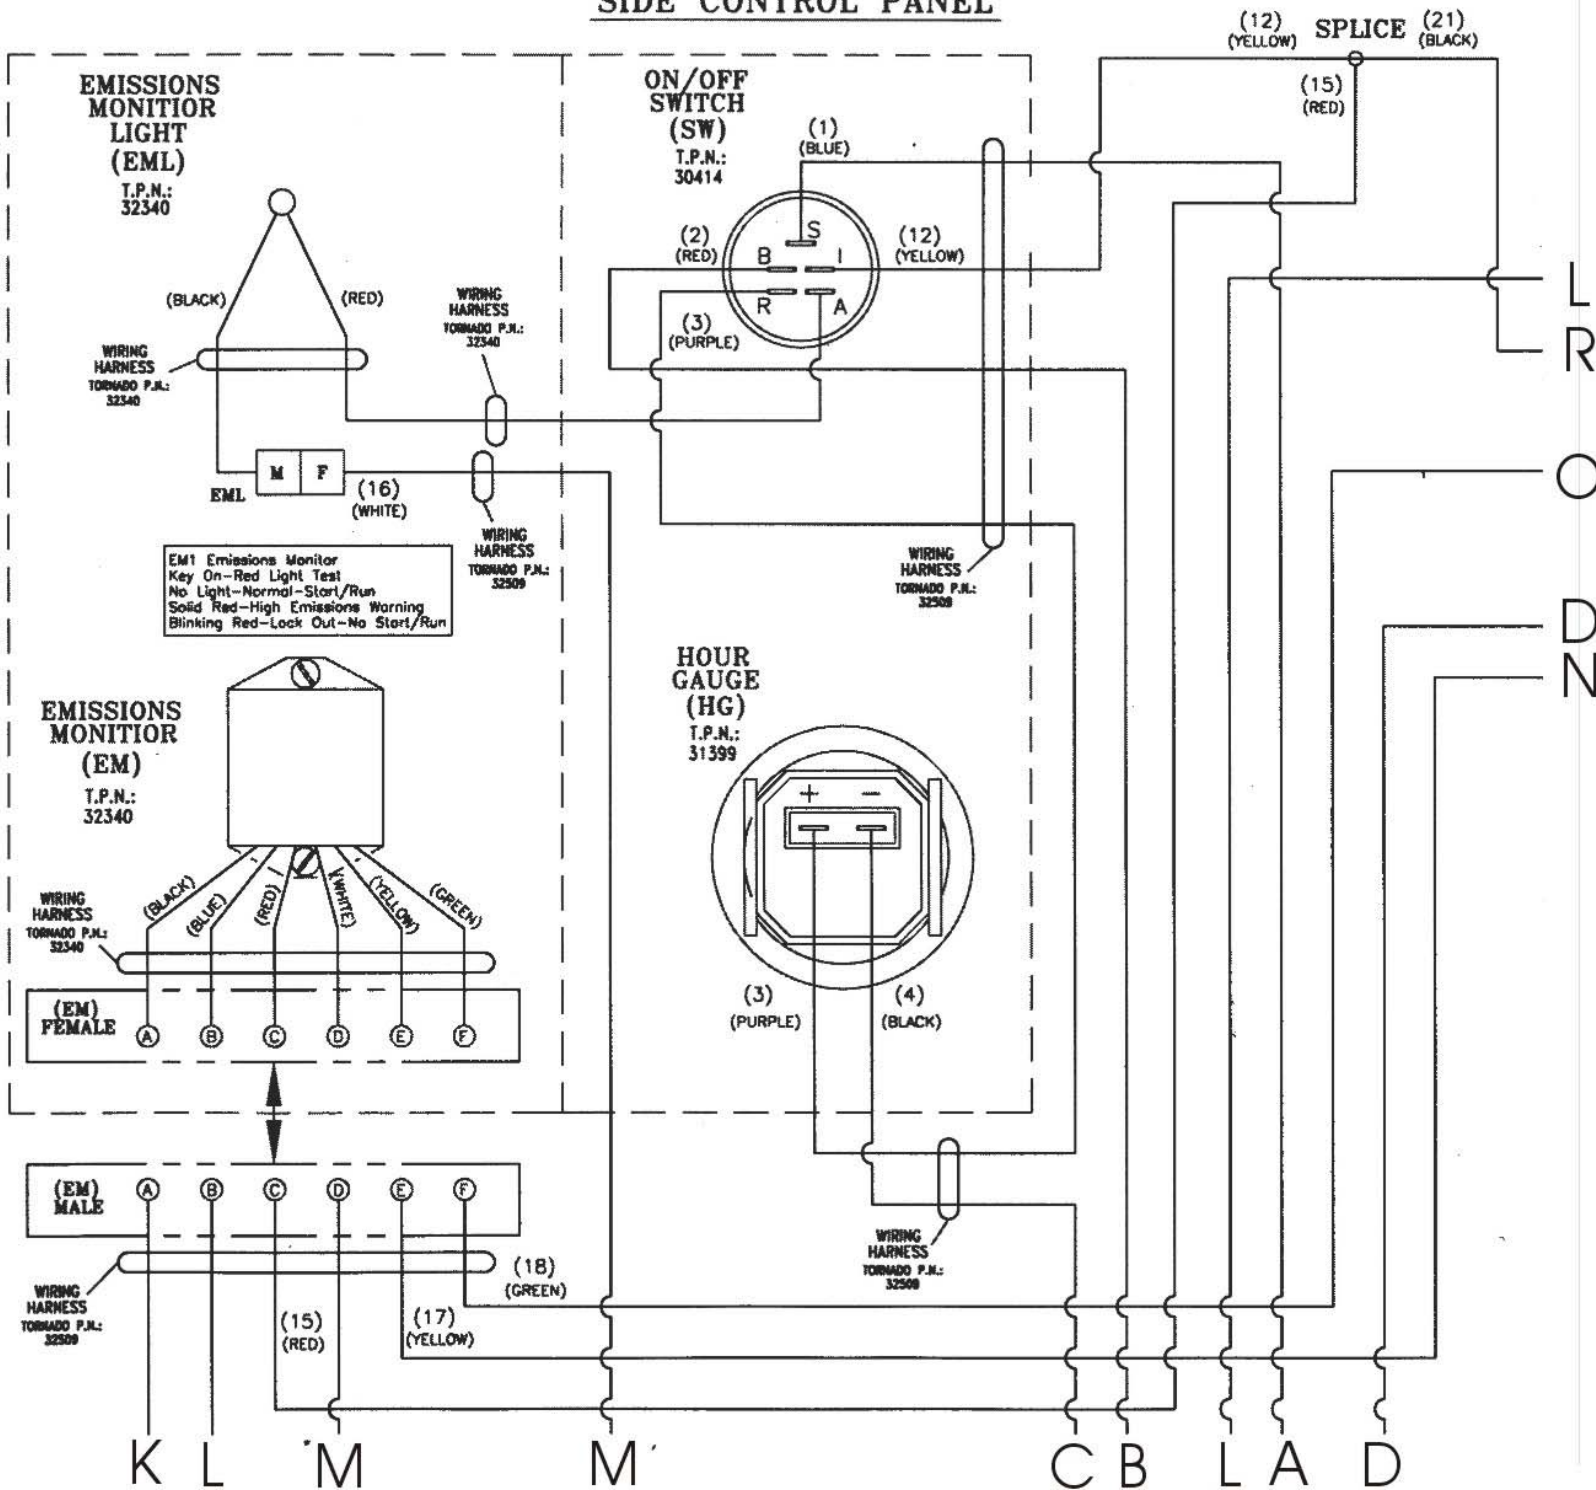 SIDE CONTROL PANEL
(12)
(YELLOW)
SPLICE
(21)
(BLACK)
(15)
(RED)
EMISSIONS
MONITIOR
LIGHT
(EML)
T.P.N.:
32340
ON/OFF
SWITCH
(SW)
T.P.N.:
30414
(1)
(BLUE)
S
B
I
R
A
(2)
(RED)
(12)
(YELLOW)
(3)
(PURPLE)
(BLACK)
(RED)
WIRING
HARNESS
TORNADO P.N.:
32340
WIRING
HARNESS
TORNADO P.N.:
32340
M
F
EML
(16)
(WHITE)
WIRING
HARNESS
TORNADO P.N.:
32509
WIRING
HARNESS
TORNADO P.N.:
32509
L
R
O
D
N
EM1 Emissions Monitor
Key On-Red Light Test
No Light-Normal-Start/Run
Solid Red-High Emissions Warning
Blinking Red-Lock Out-No Start/Run
EMISSIONS
MONITIOR
(EM)
T.P.N.:
32340
HOUR
GAUGE
(HG)
T.P.N.:
31399
+
−
(BLACK)
(BLUE)
(RED)
(WHITE)
(YELLOW)
(GREEN)
WIRING
HARNESS
TORNADO P.N.:
32340
(EM)
FEMALE
A
B
C
D
E
F
(3)
(PURPLE)
(4)
(BLACK)
(EM)
MALE
A
B
C
D
E
F
WIRING
HARNESS
TORNADO P.N.:
32509
WIRING
HARNESS
TORNADO P.N.:
32509
(18)
(GREEN)
(15)
(RED)
(17)
(YELLOW)
K
L
M
M
C
B
L
A
D